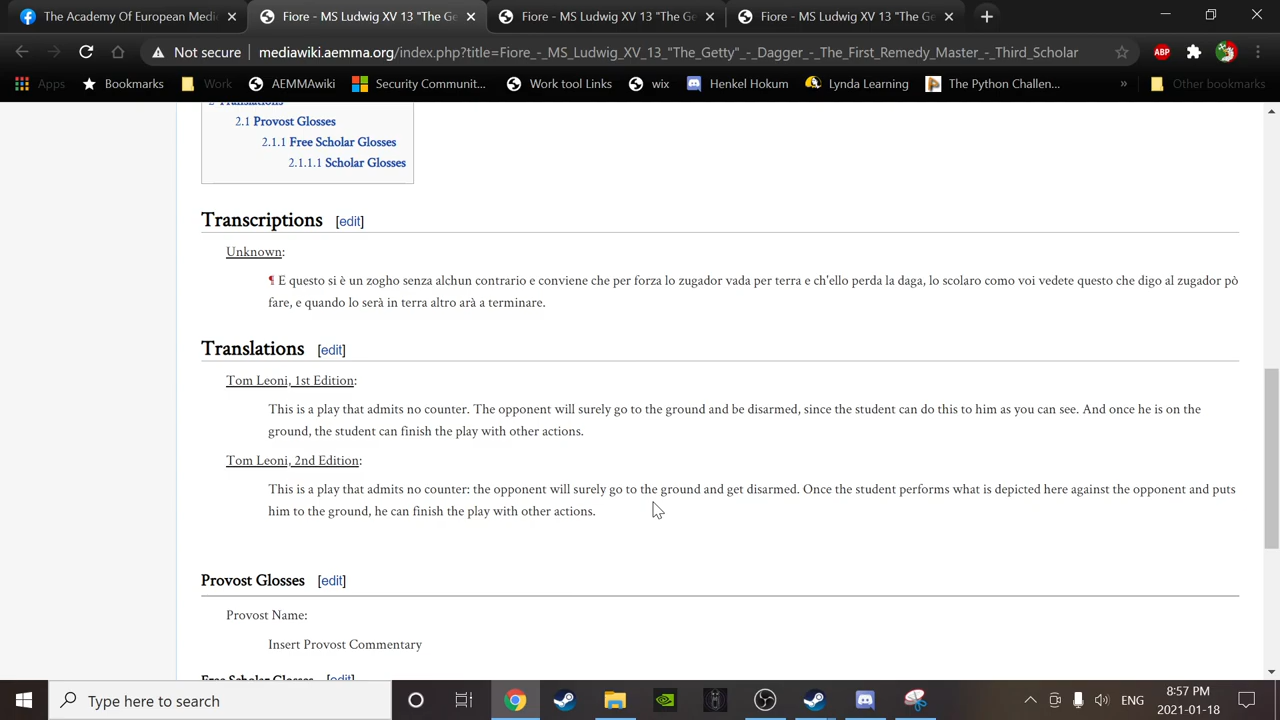 The Academy Of European Medi
Fiore - MS Ludwig XV 13 "The Ge
Fiore - MS Ludwig XV 13 "The Ge
Fiore - MS Ludwig XV 13 "The Ge
Not secure
mediawiki.aemma.org/index.php?title=Fiore_-_MS_Ludwig_XV_13_"The_Getty"_-_Dagger_-_The_First_Remedy_Master_-_Third_Scholar
ABP
Apps
Bookmarks
Work
AEMMAwiki
Security Communit...
Work tool Links
wix
Henkel Hokum
Lynda Learning
The Python Challen...
»
Other bookmarks
2 Translations
2.1 Provost Glosses
2.1.1 Free Scholar Glosses
2.1.1.1 Scholar Glosses
Transcriptions [edit]
Unknown:
¶ E questo si è un zogho senza alchun contrario e conviene che per forza lo zugador vada per terra e ch'ello perda la daga, lo scolaro como voi vedete questo che digo al zugador pò
fare, e quando lo serà in terra altro arà a terminare.
Translations [edit]
Tom Leoni, 1st Edition:
This is a play that admits no counter. The opponent will surely go to the ground and be disarmed, since the student can do this to him as you can see. And once he is on the
ground, the student can finish the play with other actions.
Tom Leoni, 2nd Edition:
This is a play that admits no counter: the opponent will surely go to the ground and get disarmed. Once the student performs what is depicted here against the opponent and puts
him to the ground, he can finish the play with other actions.
Provost Glosses [edit]
Provost Name:
Insert Provost Commentary
Free Scholar Glosses [edit]
Type here to search
ENG
8:57 PM
2021-01-18